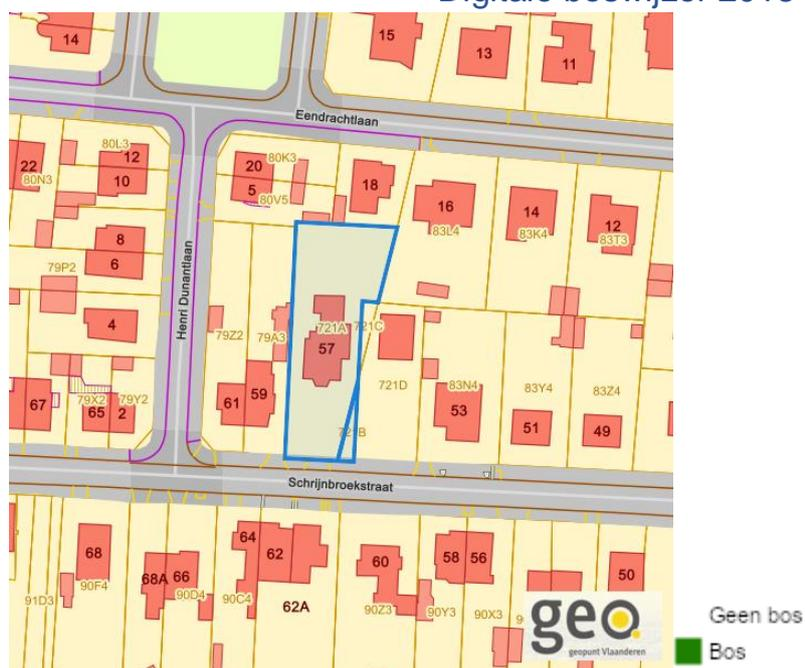 14
15
13
11
Eendrachtlaan
22
80N3
80L3
12
10
20
80K3
5
80V5
18
16
83L4
14
83K4
12
83T3
8
6
79P2
Henri Dunantlaan
4
79Z2
79A3
721A
721C
57
721D
83N4
83Y4
83Z4
67
79X2
65
79Y2
2
61
59
53
51
49
Schrijnbroekstraat
68
90F4
91D3
68A
66
90D4
64
62
90C4
62A
60
90Z3
58
56
90Y3
90X3
50
geo
geopunt Vlaanderen
Geen bos
Bos